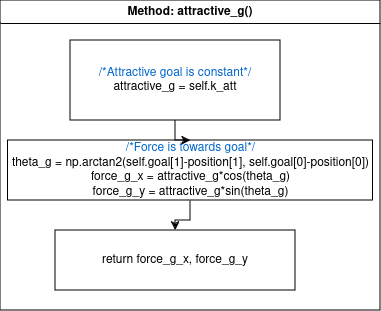 Method: attractive_g()
/*Attractive goal is constant*/
attractive_g = self.k_att
/*Force is towards goal*/
theta_g = np.arctan2(self.goal[1]-position[1], self.goal[0]-position[0])
force_g_x = attractive_g*cos(theta_g)
force_g_y = attractive_g*sin(theta_g)
return force_g_x, force_g_y